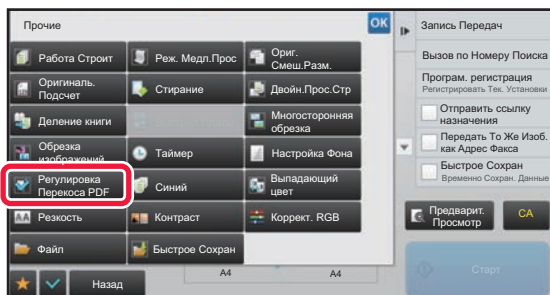 Прочие
OK
Запись Передач
Работа Строит
Реж. Медл.Прос
Ориг.
Смеш.Разм.
Вызов по Номеру Поиска
Оригиналь.
Подсчет
Стирание
Двойн.Прос.Стр
Програм. регистрация
Регистрировать Тек. Установки
Деление книги
Многосторонняя
обрезка
Отправить ссылку
назначения
Обрезка
изображений
Таймер
Настройка Фона
Передать То Же Изоб.
как Адрес Факса
Регулировка
Перекоса PDF
Синий
Выпадающий
цвет
Быстрое Сохран
Временно Сохран. Данные
AA Резкость
Контраст
Коррект. RGB
Предварит.
Просмотр
CA
Файл
Быстрое Сохран
A4
A4
Старт
Назад